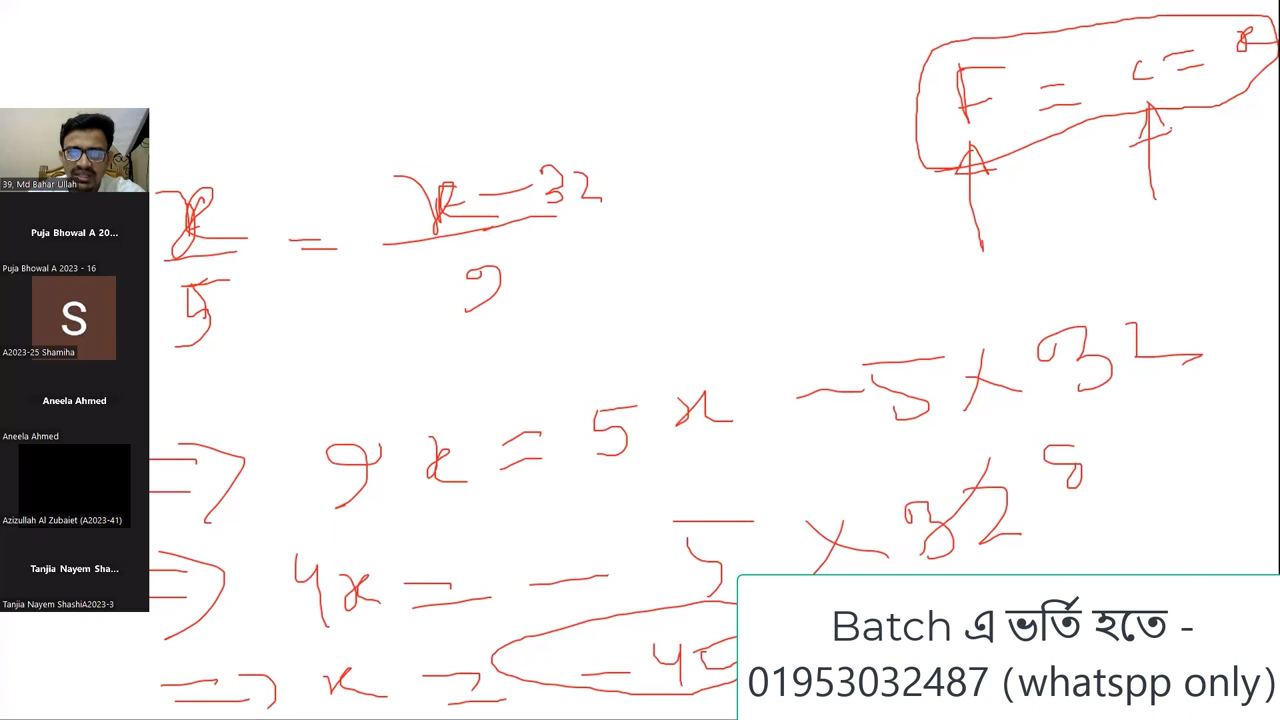 F = c = x
x/5 = x - 32/9
=> 9x = 5x - 5 x 32
=> 4x = - 5 x 32 8
=> x = - 40
39, Md Bahar Ullah
Puja Bhowal A 20...
Puja Bhowal A 2023 - 16
S
A2023-25 Shamiha
Aneela Ahmed
Aneela Ahmed
Azizullah Al Zubaiet (A2023-41)
Tanjia Nayem Sha...
Tanjia Nayem ShashiA2023-3
Batch এ ভর্তি হতে -
01953032487 (whatspp only)